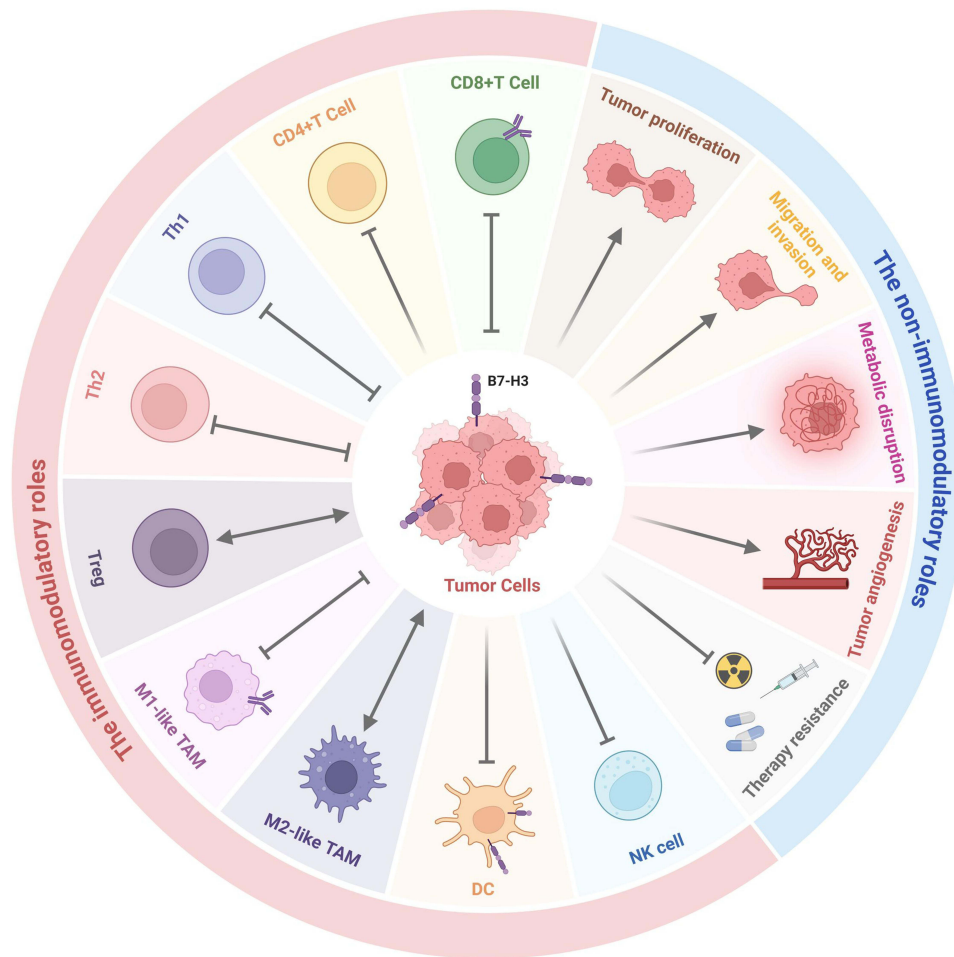 CD8+T Cell
Tumor proliferation
Migration and
invasion
Metabolic disruption
Tumor angiogenesis
Therapy resistance
NK cell
DC
M2-like TAM
M1-like TAM
Treg
Th2
Th1
CD4+T Cell
B7-H3
Tumor Cells
The immunomodulatory roles
The non-immunomodulatory roles